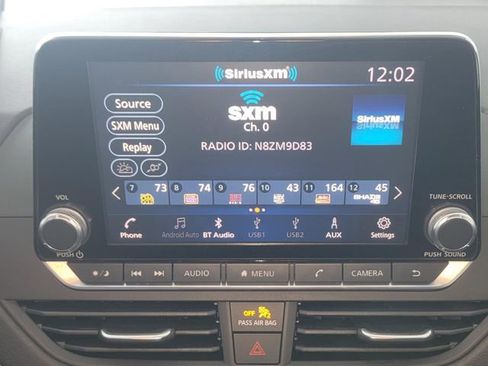 SiriusXM
12:02
Source
SXM Menu
Replay
sxm
Ch. 0
RADIO ID: N8ZM9D83
SiriusXM
7 73 8 74 9 76 10 43 11 164 12 45
SHADE
VOL
TUNE·SCROLL
Phone Android Auto BT Audio USB1 USB2 AUX Settings
PUSH
PUSH SOUND
AUDIO MENU CAMERA
OFF
PASS AIR BAG